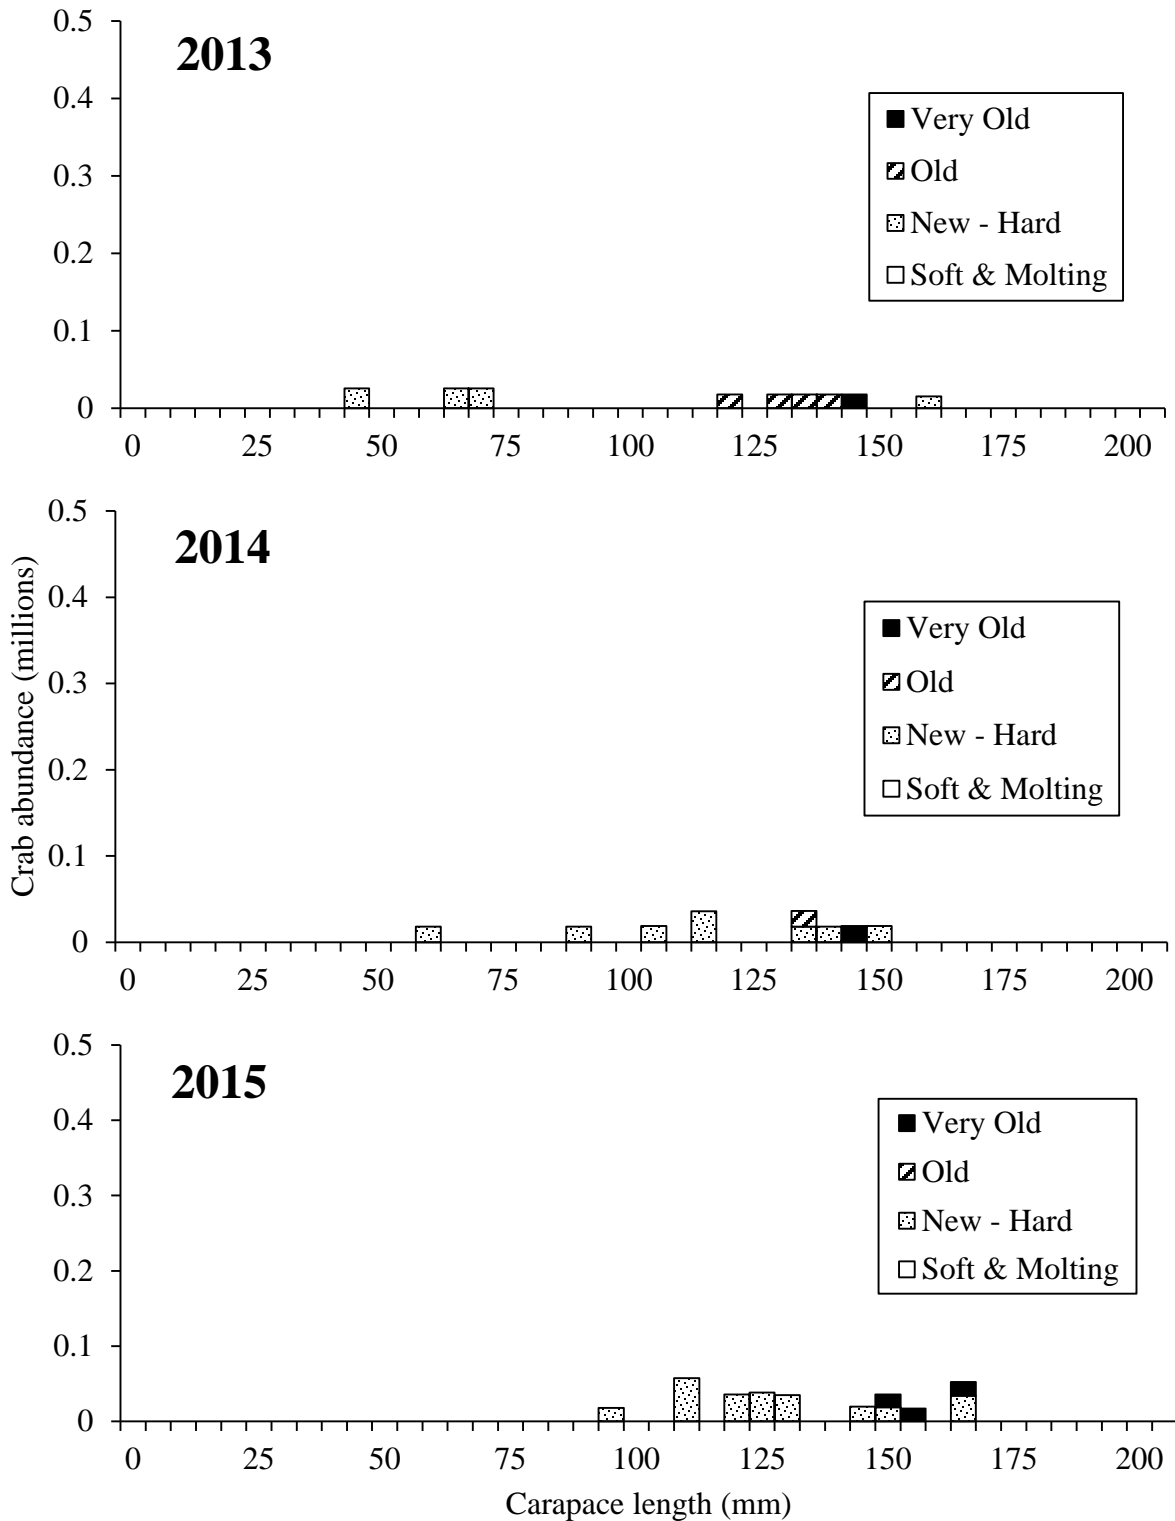 0.5
2013
0.4
Very Old
0.3
Old
New - Hard
0.2
Soft & Molting
0.1
0
0 25 50 75 100 125 150 175 200
0.5
2014
0.4
Very Old
0.3
Old
New - Hard
0.2
Soft & Molting
0.1
0
0 25 50 75 100 125 150 175 200
Crab abundance (millions)
0.5
2015
0.4
Very Old
0.3
Old
New - Hard
0.2
Soft & Molting
0.1
0
0 25 50 75 100 125 150 175 200
Carapace length (mm)